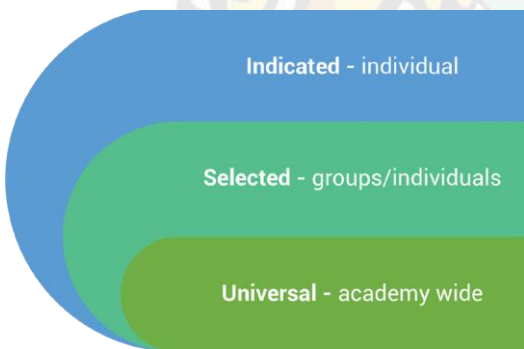 Indicated - individual
Selected - groups/individuals
Universal - academy wide